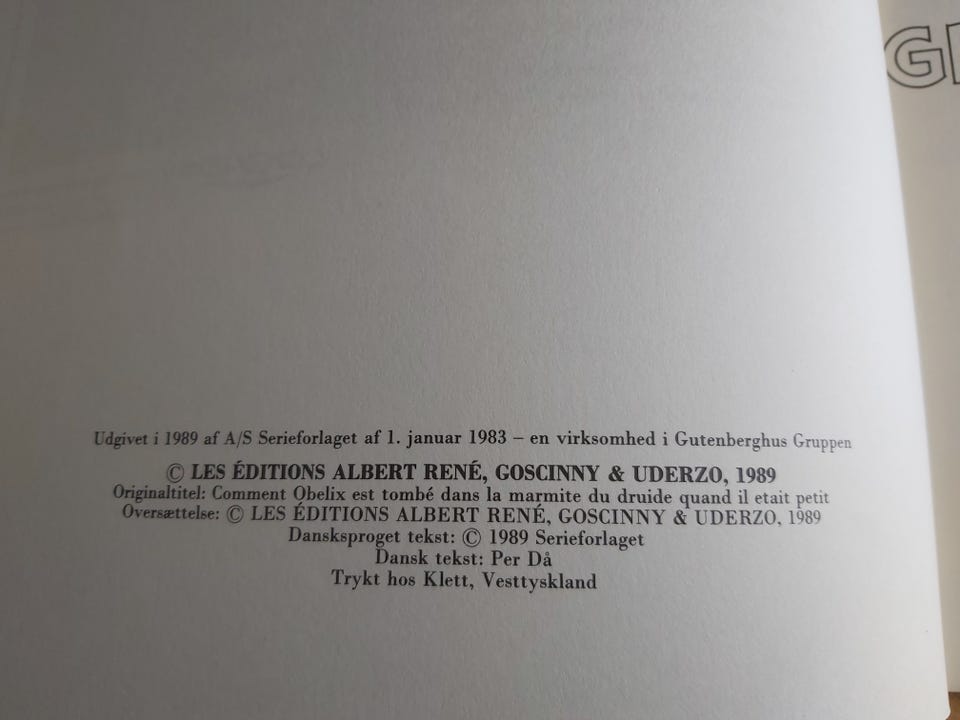 Udgivet i 1989 af A/S Serieforlaget af 1. januar 1983 – en virksomhed i Gutenberghus Gruppen
© LES ÉDITIONS ALBERT RENÉ, GOSCINNY & UDERZO, 1989
Originaltitel: Comment Obelix est tombé dans la marmite du druide quand il etait petit
Oversættelse: © LES ÉDITIONS ALBERT RENÉ, GOSCINNY & UDERZO, 1989
Dansksproget tekst: © 1989 Serieforlaget
Dansk tekst: Per Då
Trykt hos Klett, Vesttyskland